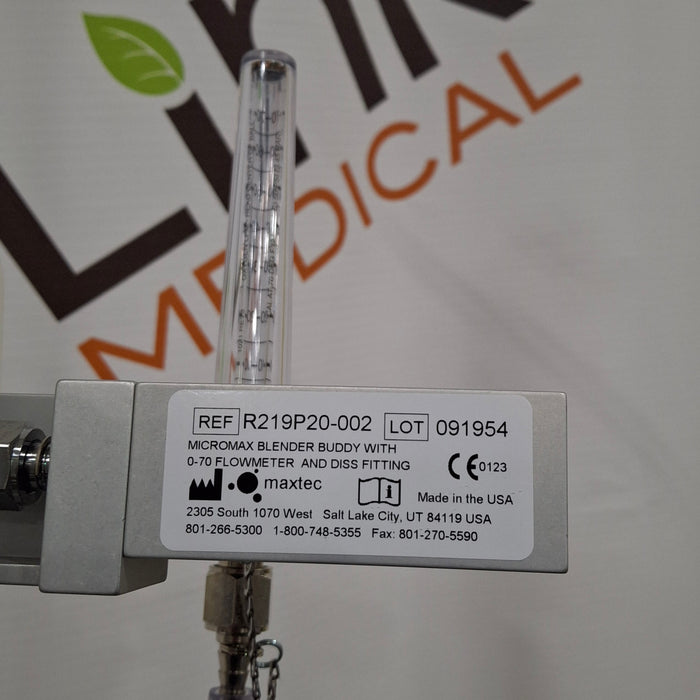 Link
MEDICAL
REF R219P20-002 LOT 091954
MICROMAX BLENDER BUDDY WITH
0-70 FLOWMETER AND DISS FITTING
CE 0123
maxtec
Made in the USA
2305 South 1070 West Salt Lake City, UT 84119 USA
801-266-5300 1-800-748-5355 Fax: 801-270-5590